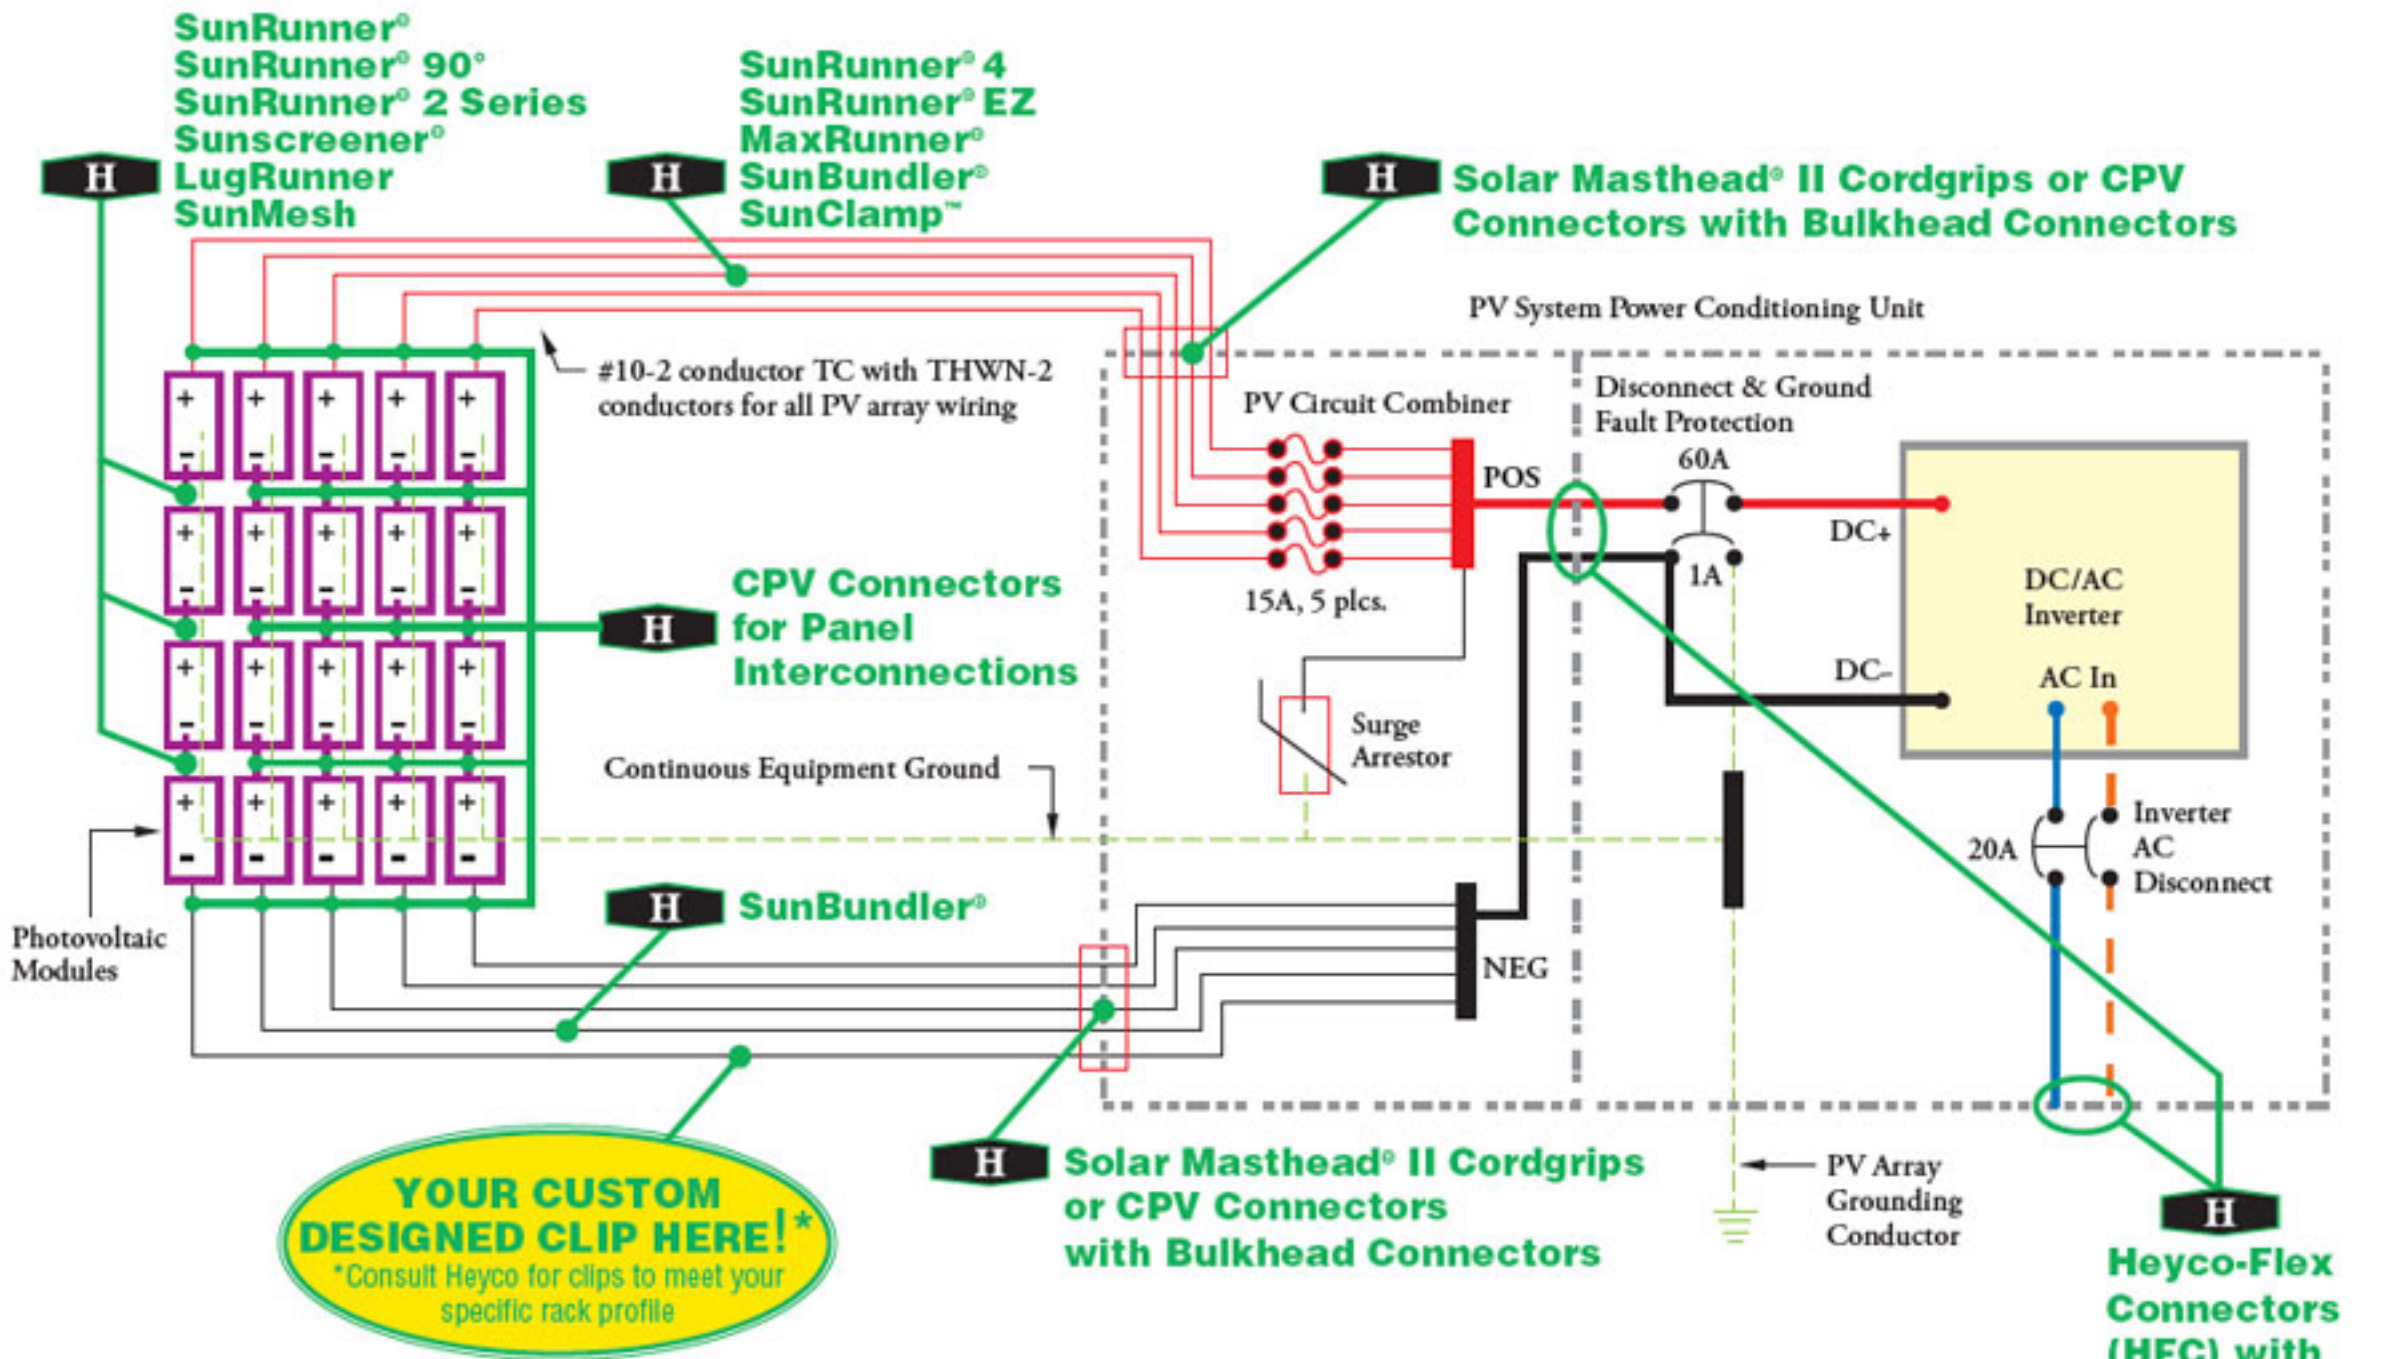 SunRunner®
SunRunner® 90°
SunRunner® 2 Series
Sunscreener®
LugRunner
SunMesh
H
SunRunner® 4
SunRunner® EZ
MaxRunner®
SunBundler®
SunClamp™
H
H
Solar Masthead® II Cordgrips or CPV
Connectors with Bulkhead Connectors
PV System Power Conditioning Unit
#10-2 conductor TC with THWN-2
conductors for all PV array wiring
PV Circuit Combiner
Disconnect & Ground
Fault Protection
60A
POS
DC+
1A
15A, 5 plcs.
DC/AC
Inverter
DC-
AC In
+ + + + +
- - - - -
+ + + + +
- - - - -
+ + + + +
- - - - -
+ + + + +
- - - - -
H
CPV Connectors
for Panel
Interconnections
Surge
Arrestor
Continuous Equipment Ground
20A
Inverter
AC
Disconnect
Photovoltaic
Modules
H
SunBundler®
NEG
YOUR CUSTOM
DESIGNED CLIP HERE!*
*Consult Heyco for clips to meet your
specific rack profile
H
Solar Masthead® II Cordgrips
or CPV Connectors
with Bulkhead Connectors
PV Array
Grounding
Conductor
H
Heyco-Flex
Connectors
(HFC) with